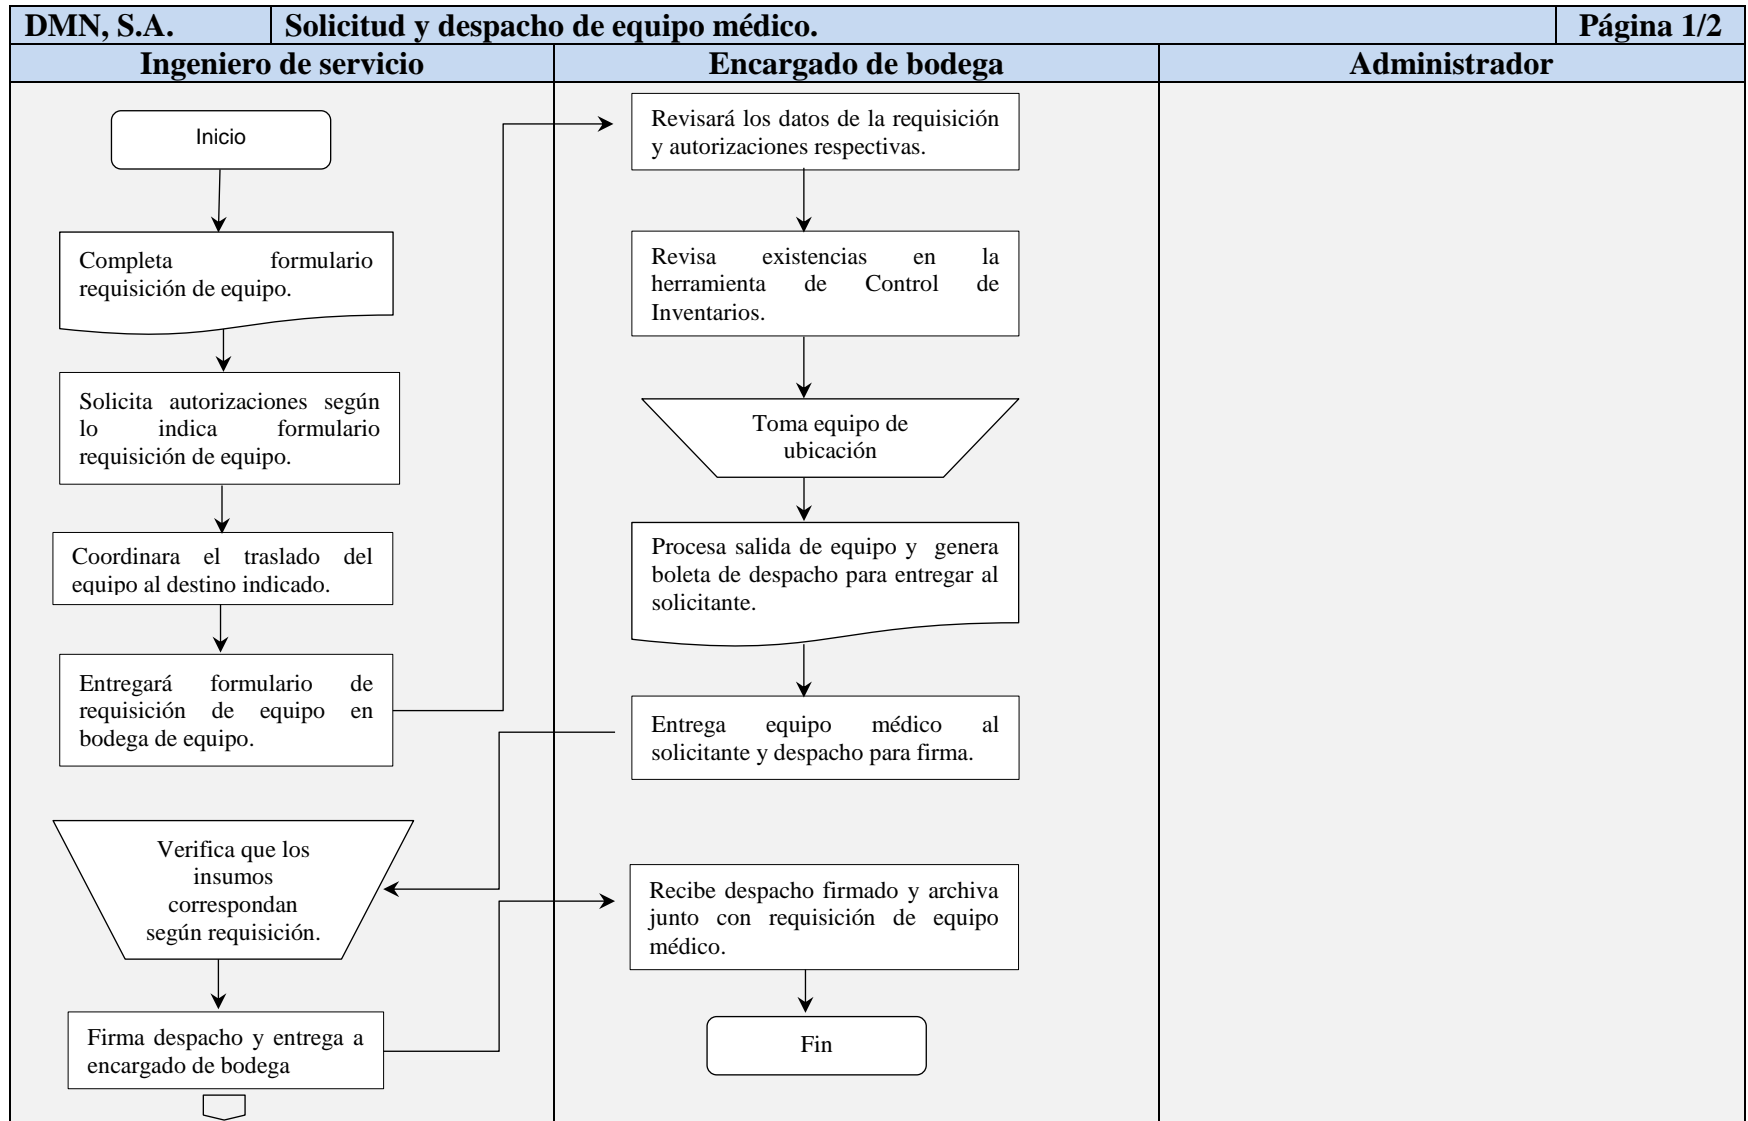 DMN, S.A.
Solicitud y despacho de equipo médico.
Página 1/2
Ingeniero de servicio
Encargado de bodega
Administrador
Inicio
Completa formulario
requisición de equipo.
Solicita autorizaciones según
lo indica formulario
requisición de equipo.
Coordinara el traslado del
equipo al destino indicado.
Entregará formulario de
requisición de equipo en
bodega de equipo.
Verifica que los
insumos
correspondan
según requisición.
Firma despacho y entrega a
encargado de bodega
Revisará los datos de la requisición
y autorizaciones respectivas.
Revisa existencias en la
herramienta de Control de
Inventarios.
Toma equipo de
ubicación
Procesa salida de equipo y genera
boleta de despacho para entregar al
solicitante.
Entrega equipo médico al
solicitante y despacho para firma.
Recibe despacho firmado y archiva
junto con requisición de equipo
médico.
Fin